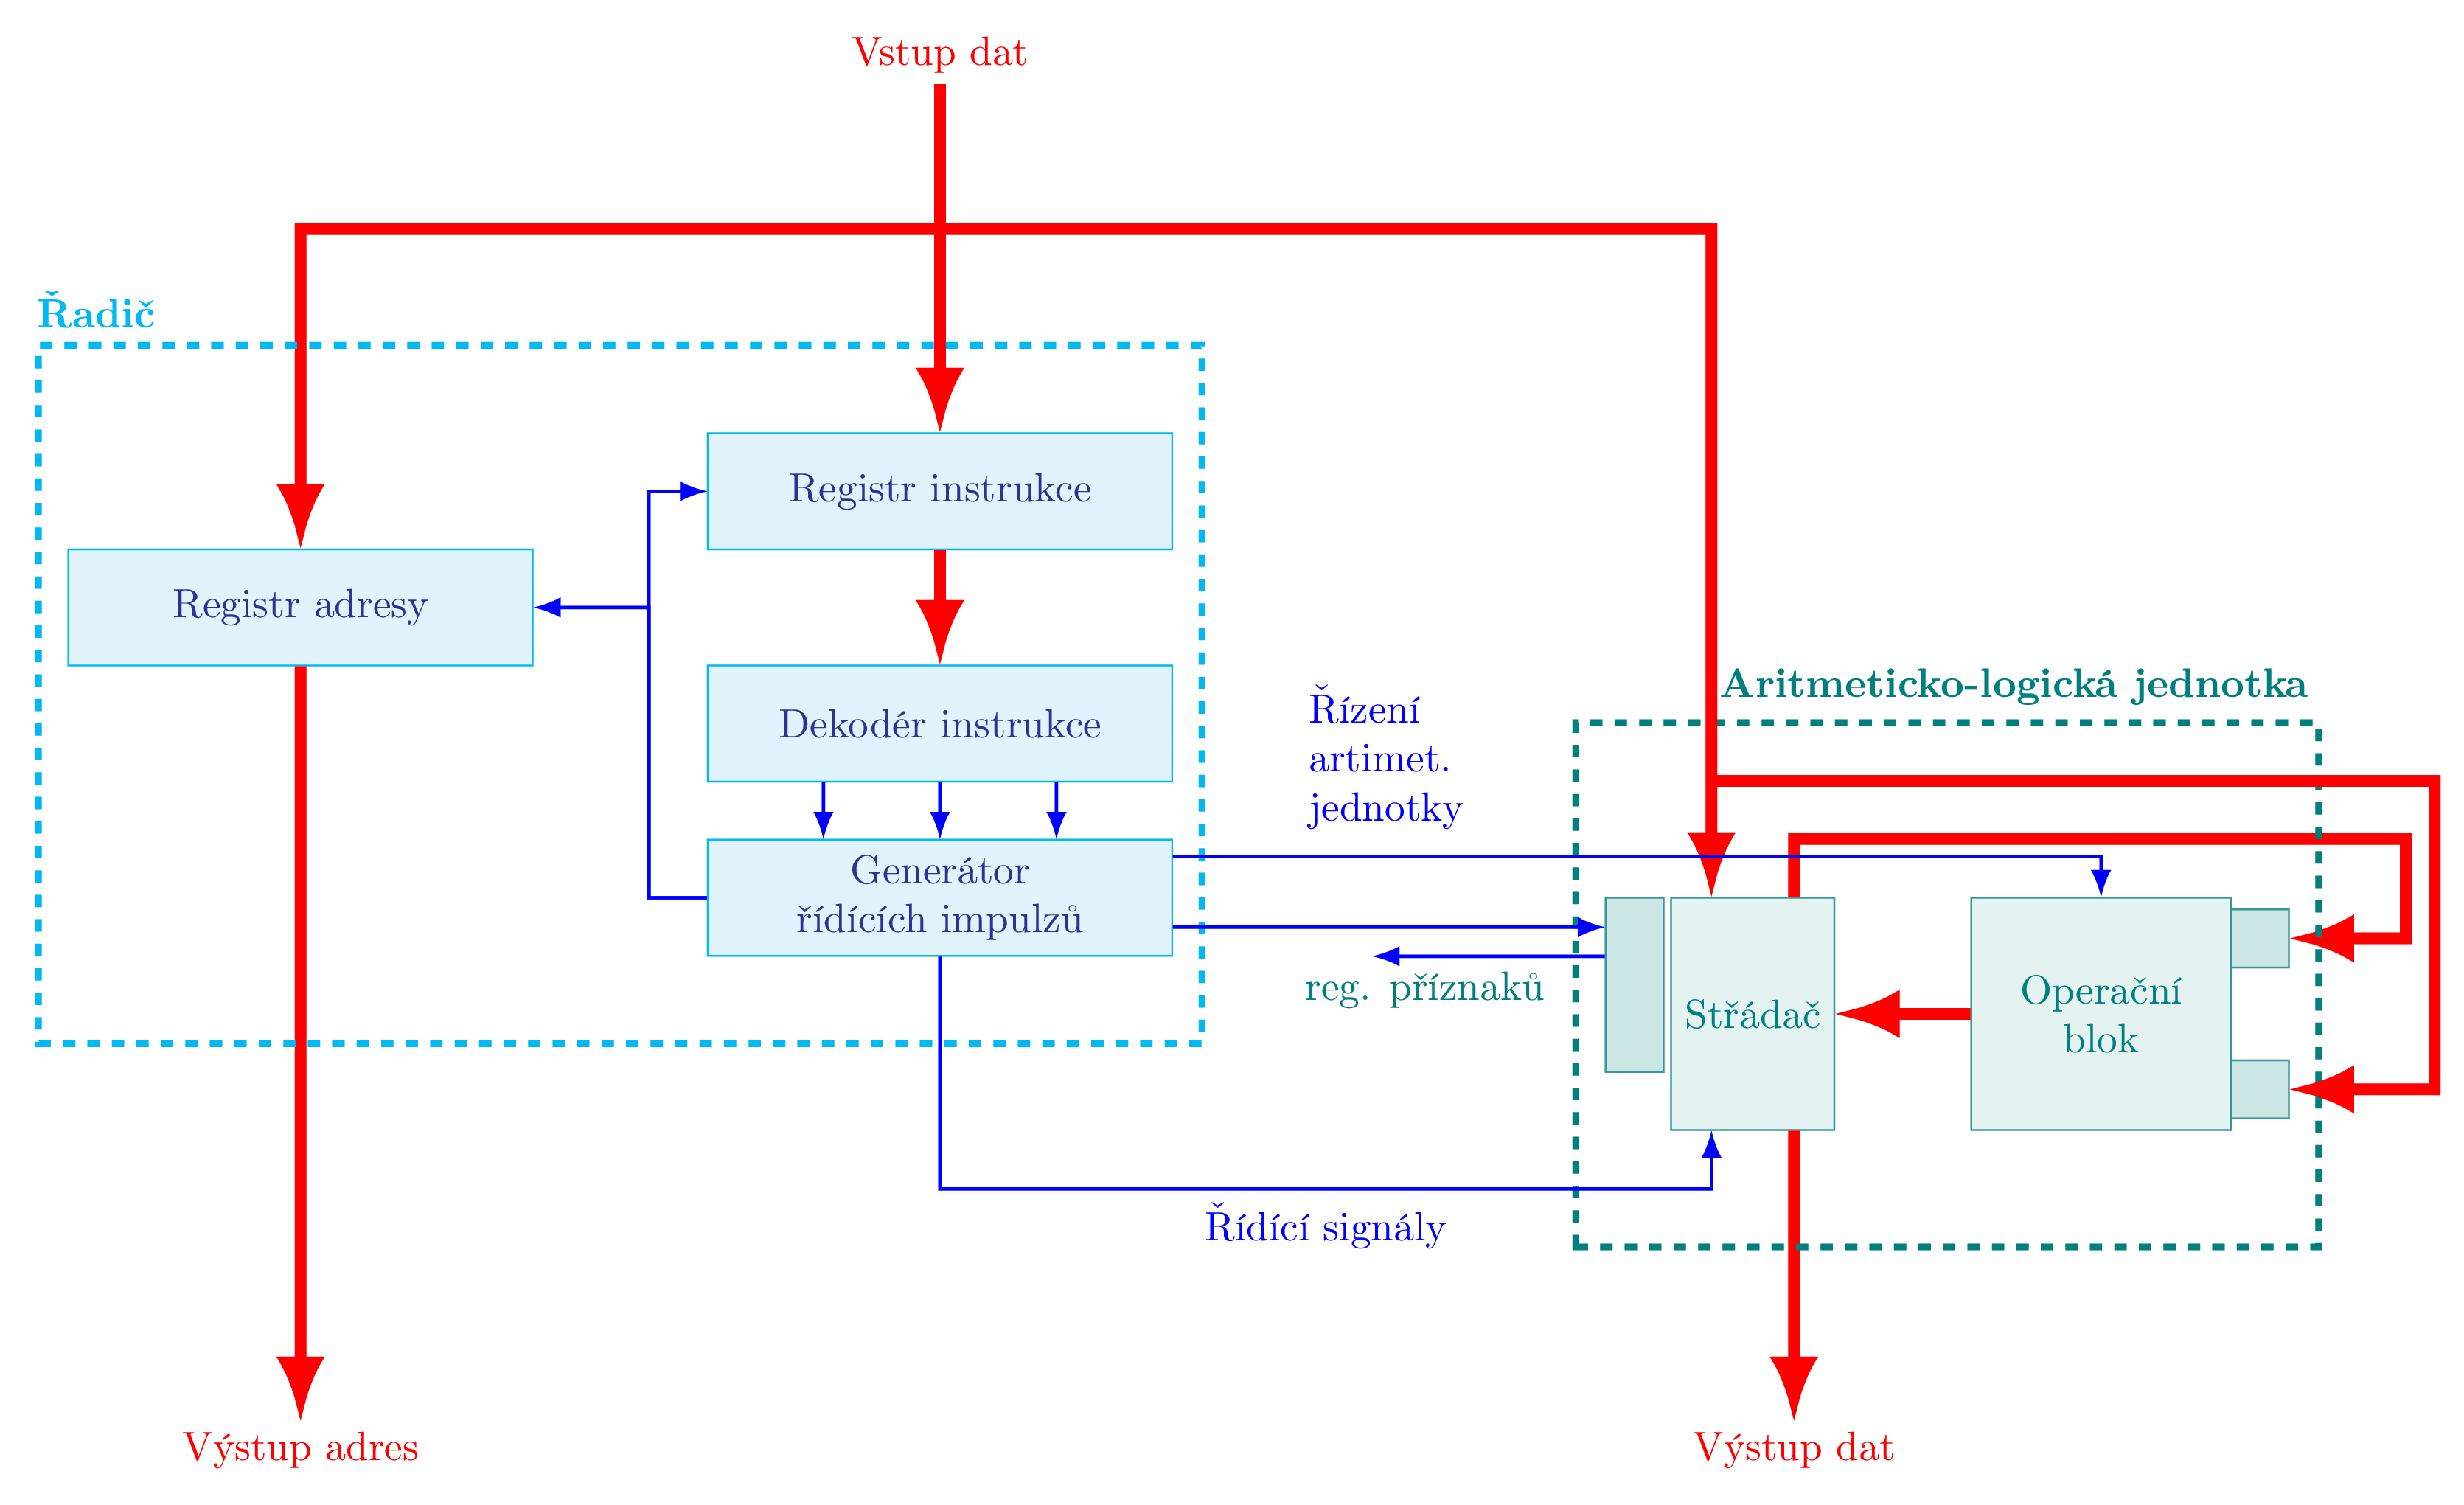 Vstup dat
Řadič
Registr instrukce
Registr adresy
Dekodér instrukce
Generátor
řídících impulzů
Řízení
artimet.
jednotky
Aritmeticko-logická jednotka
reg. příznaků
Střádač
Operační
blok
Řídící signály
Výstup adres
Výstup dat